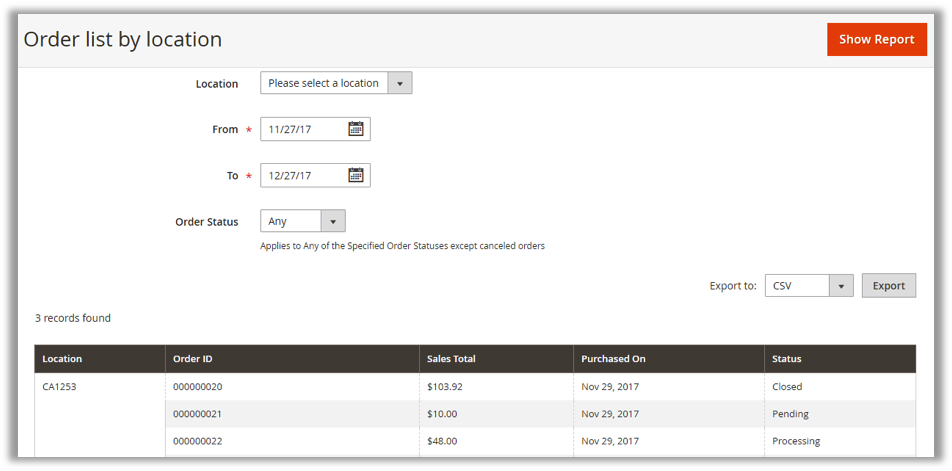 Order list by location
Show Report
Location Please select a location
From * 11/27/17
To * 12/27/17
Order Status Any
Applies to Any of the Specified Order Statuses except canceled orders
Export to: CSV Export
3 records found
Location Order ID Sales Total Purchased On Status
CA1253 000000020 $103.92 Nov 29, 2017 Closed
000000021 $10.00 Nov 29, 2017 Pending
000000022 $48.00 Nov 29, 2017 Processing